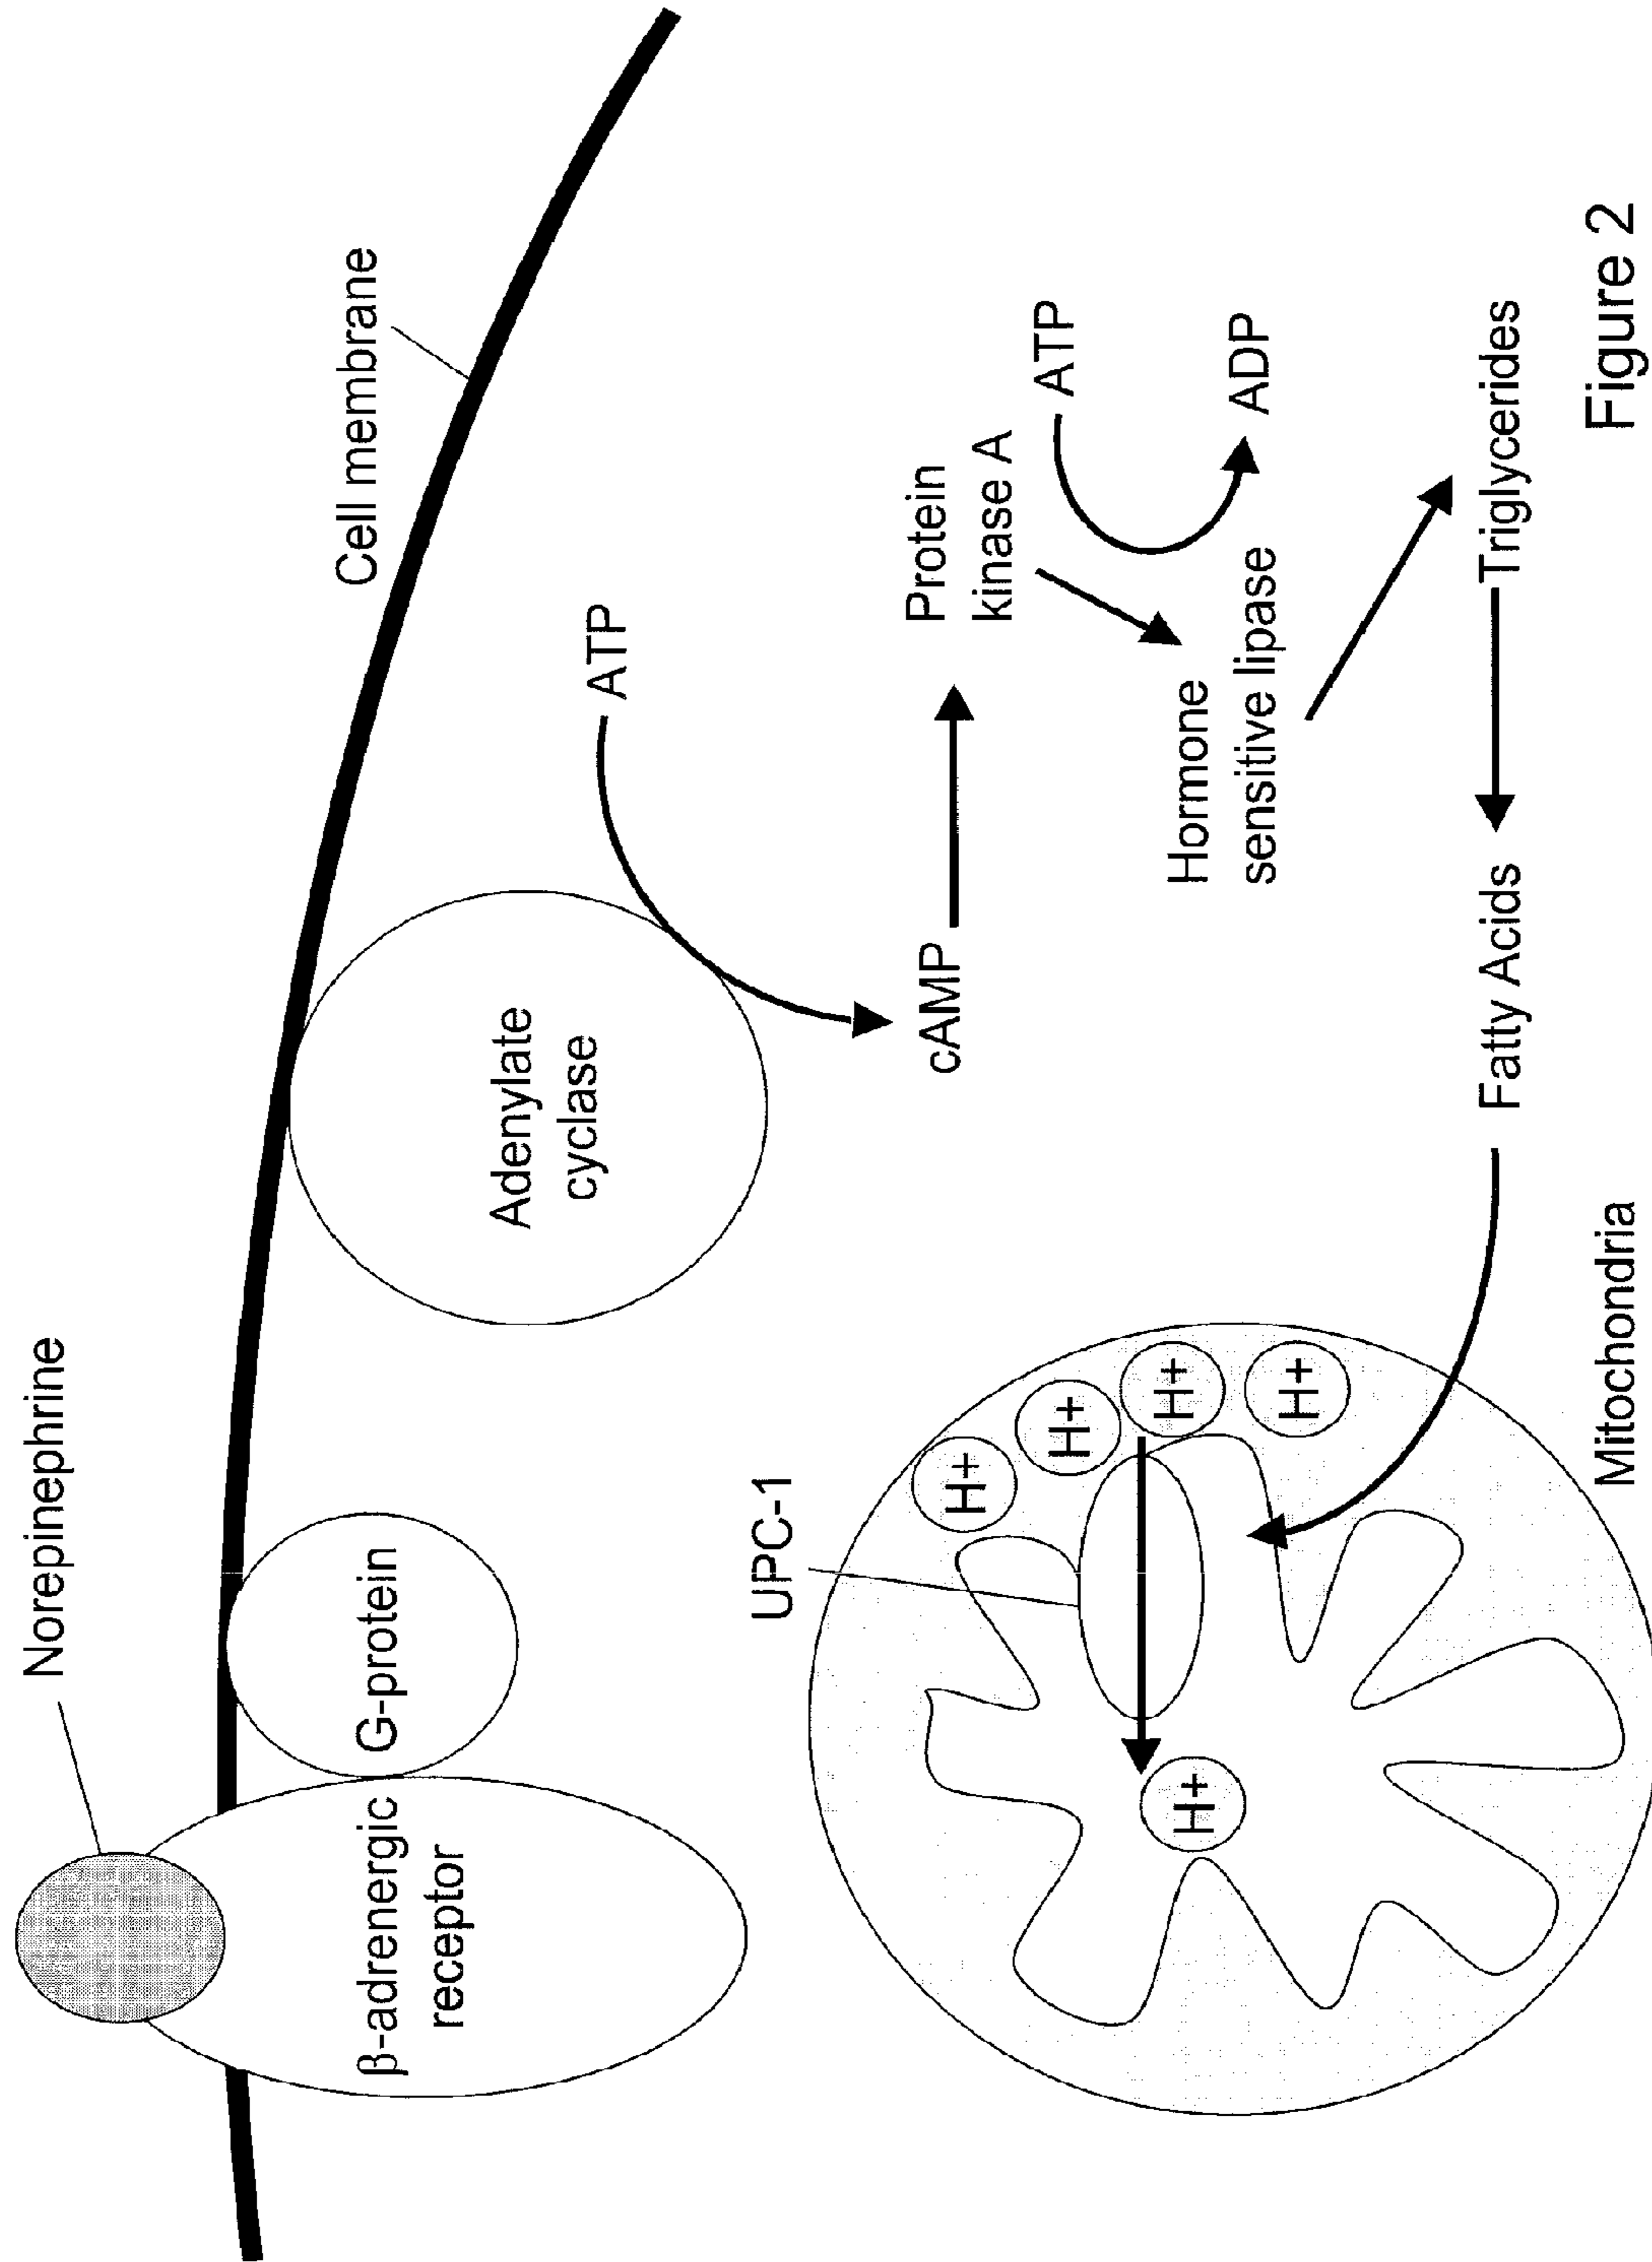 Norepinephrine
Cell membrane
β-adrenergic
receptor
G-protein
Adenylate
cyclase
ATP
cAMP
Protein
kinase A
ATP
ADP
Hormone
sensitive lipase
Triglycerides
Fatty Acids
UPC-1
H+
H+
H+
H+
H+
Mitochondria
Figure 2